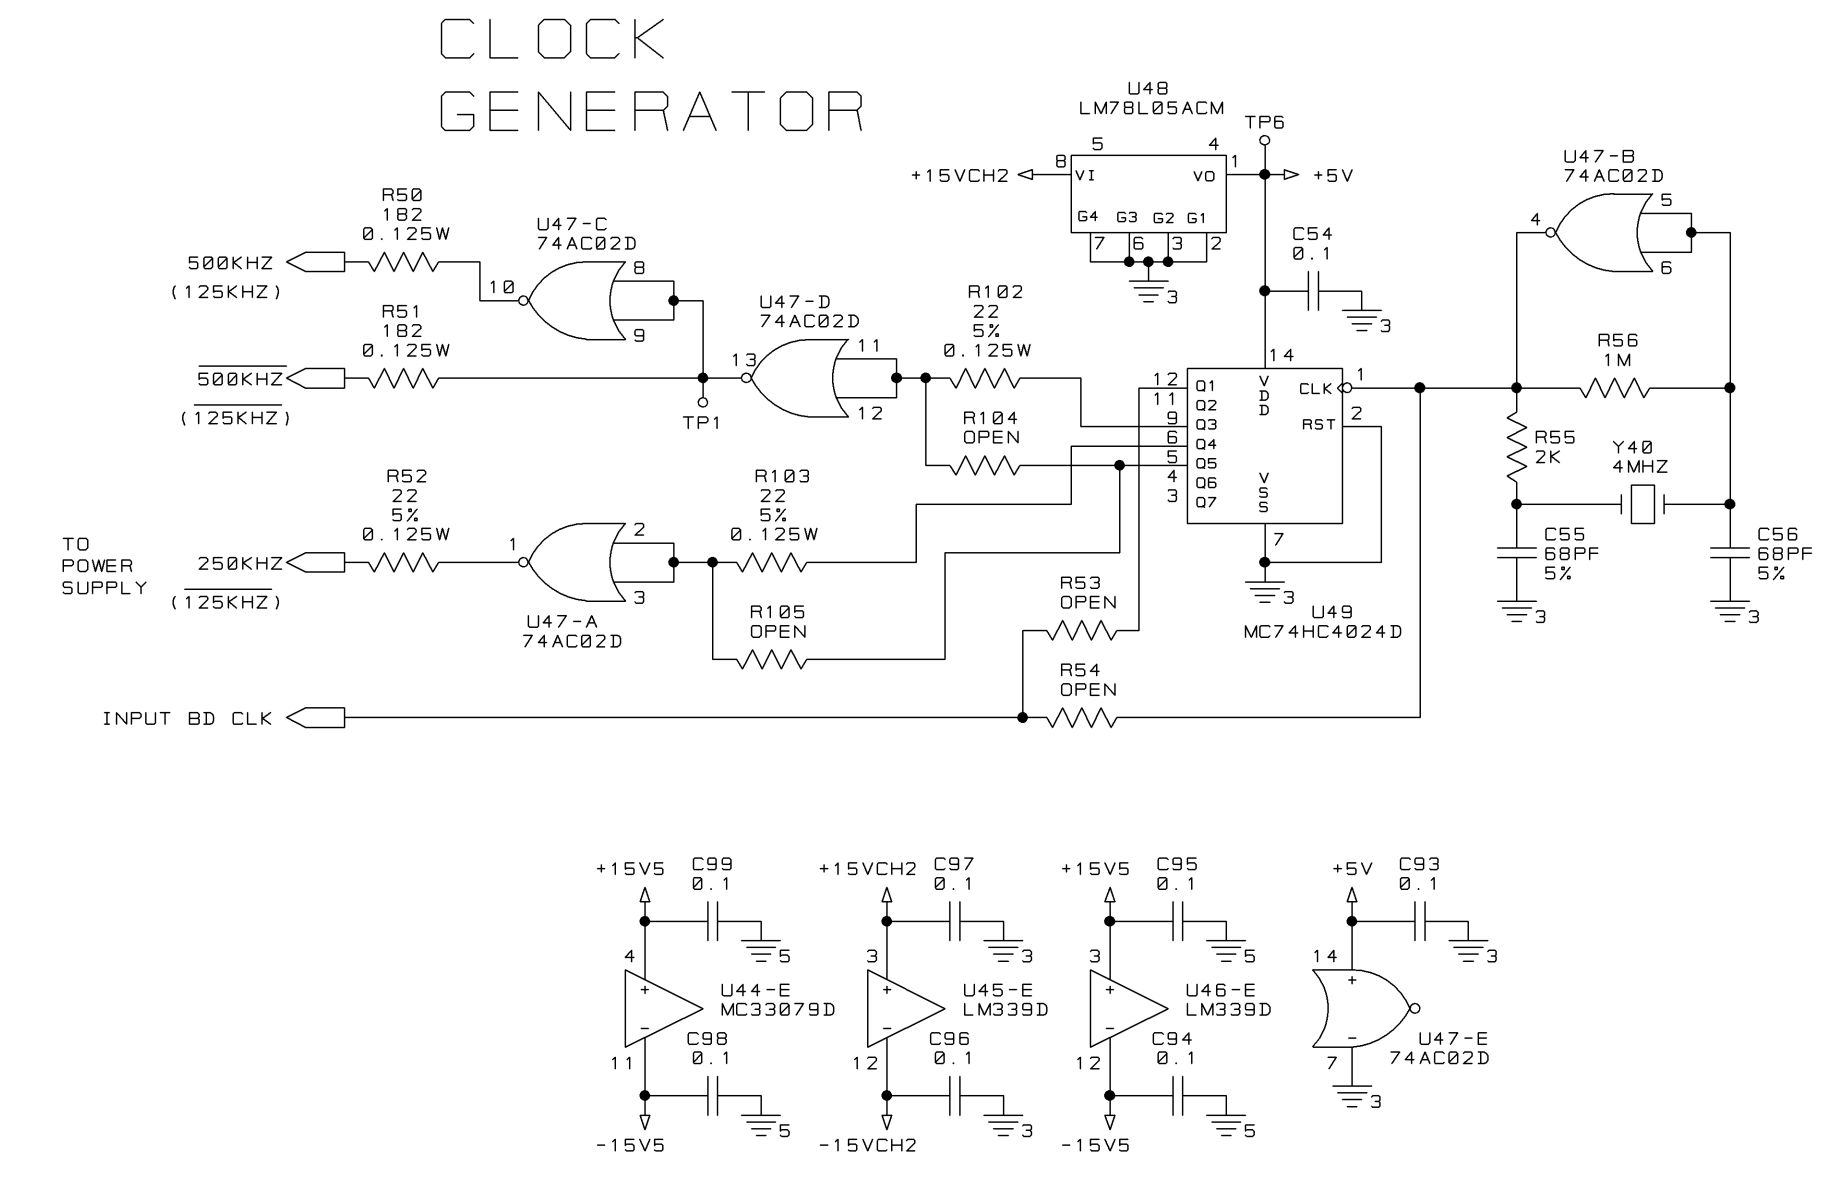 CLOCK
GENERATOR
U48
LM78L05ACM
TP6
5
4
8
1
VI
VO
+15VCH2
+5V
G4
G3
G2
G1
7
6
3
2
3
C54
0.1
3
U47-B
74AC02D
4
5
6
R50
182
0.125W
500KHZ
(125KHZ)
U47-C
74AC02D
10
8
9
R51
182
0.125W
500KHZ
(125KHZ)
U47-D
74AC02D
13
11
12
TP1
R102
22
5%
0.125W
R104
OPEN
14
12
11
9
6
5
4
3
Q1
Q2
Q3
Q4
Q5
Q6
Q7
VDD
VSS
CLK
RST
1
2
7
3
U49
MC74HC4024D
R56
1M
R55
2K
Y40
4MHZ
C55
68PF
5%
3
C56
68PF
5%
3
R52
22
5%
0.125W
R103
22
5%
0.125W
TO
POWER
SUPPLY
250KHZ
(125KHZ)
1
2
3
U47-A
74AC02D
R105
OPEN
R53
OPEN
R54
OPEN
INPUT BD CLK
+15V5
C99
0.1
5
4
+
-
U44-E
MC33079D
11
C98
0.1
5
-15V5
+15VCH2
C97
0.1
3
3
+
-
U45-E
LM339D
12
C96
0.1
3
-15VCH2
+15V5
C95
0.1
5
3
+
-
U46-E
LM339D
12
C94
0.1
5
-15V5
+5V
C93
0.1
3
14
+
-
U47-E
74AC02D
7
3